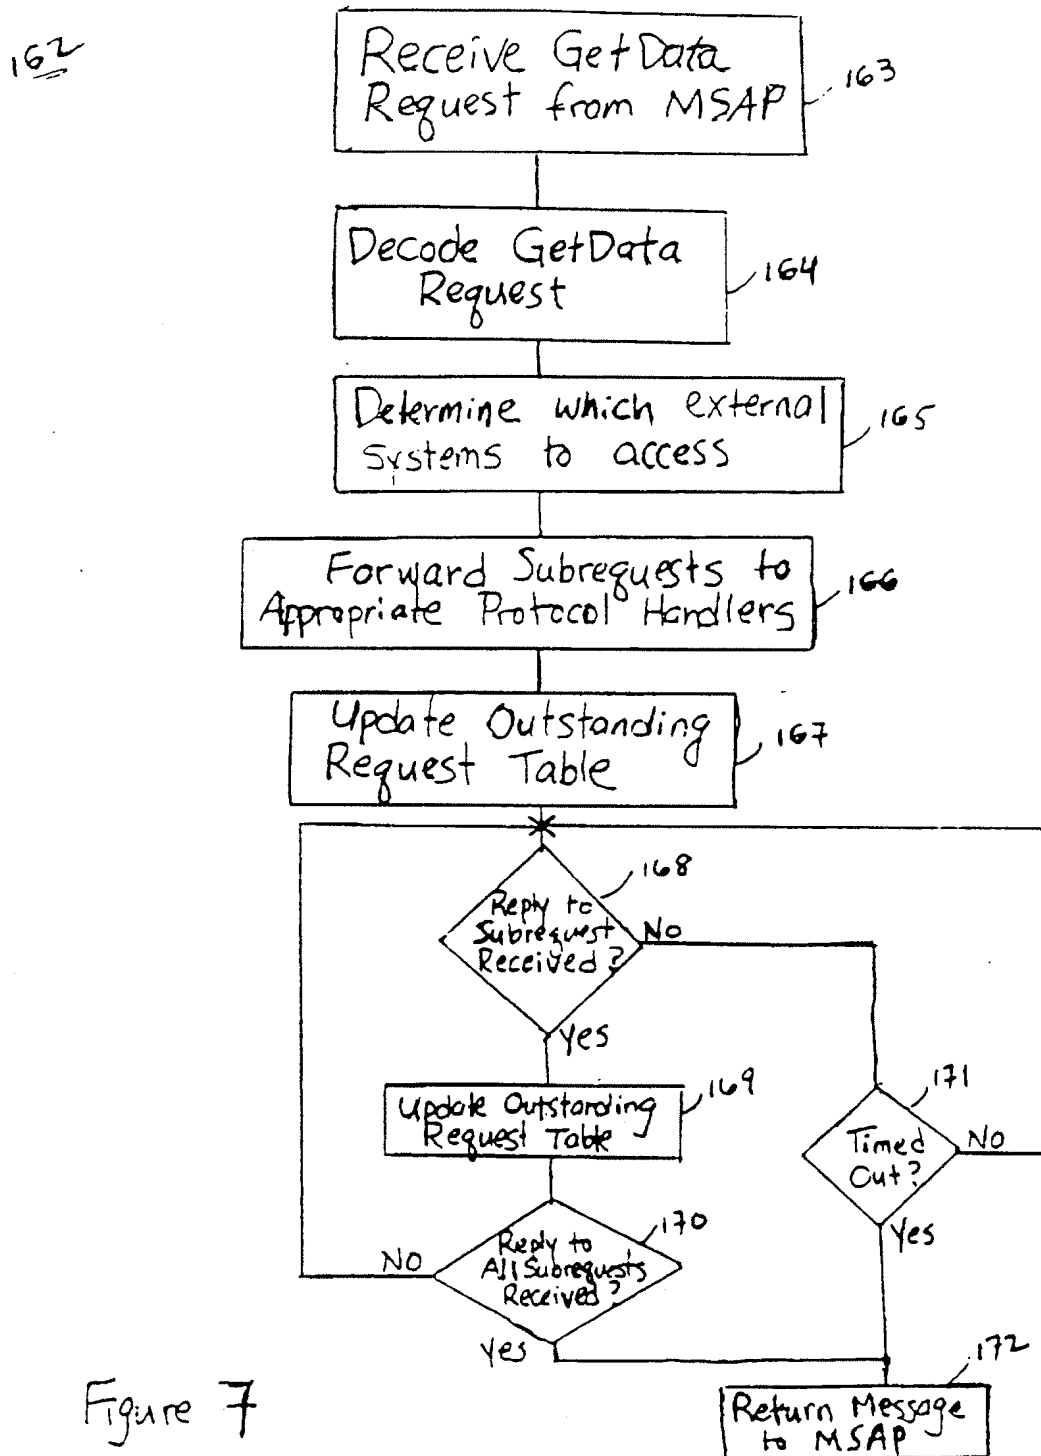 162
Receive GetData
Request from MSAP
163
Decode GetData
Request
164
Determine which external
systems to access
165
Forward Subrequests to
Appropriate Protocol Handlers
166
Update Outstanding
Request Table
167
168
Reply to
Subrequest
Received?
No
Yes
169
Update Outstanding
Request Table
171
Timed
Out?
No
Yes
170
Reply to
All Subrequests
Received?
NO
Yes
172
Return Message
to MSAP
Figure 7